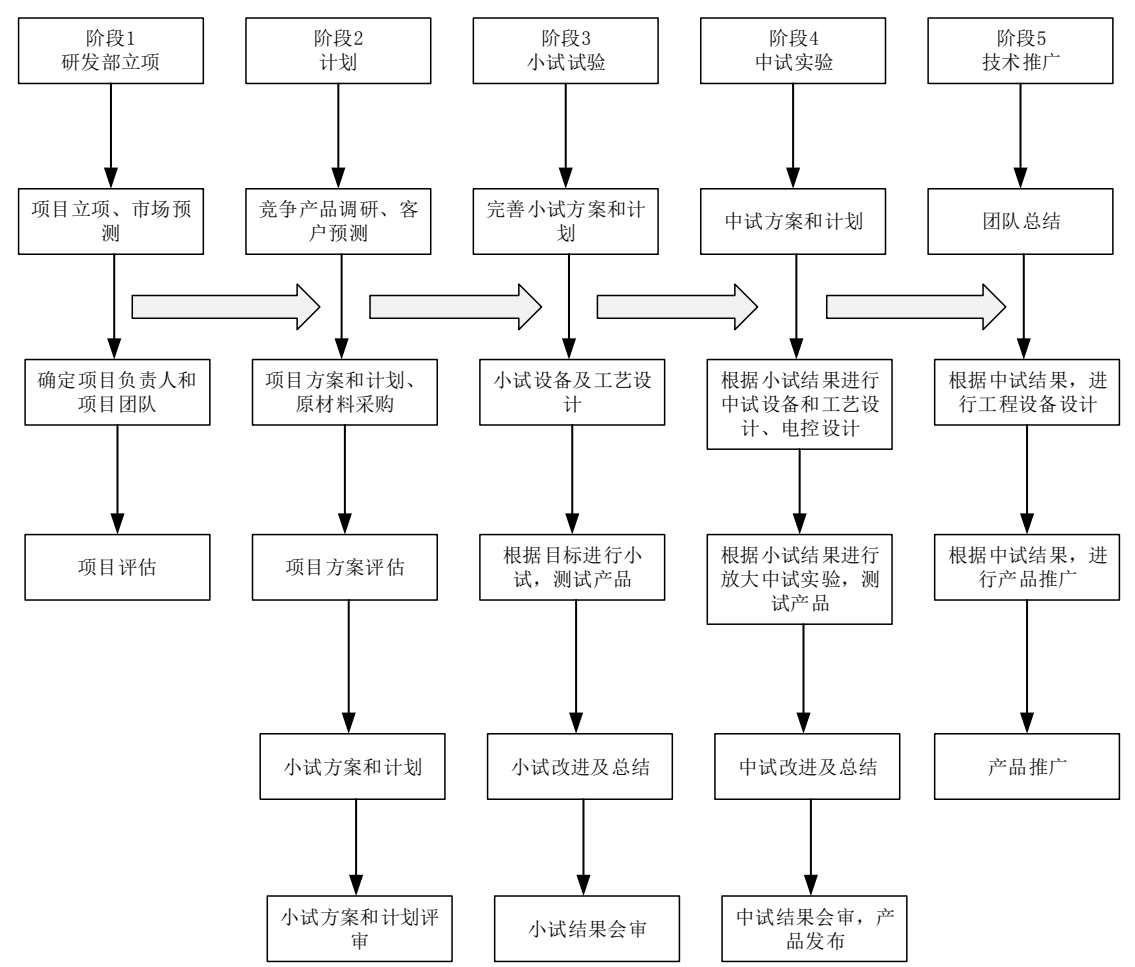 阶段1
研发部立项
阶段2
计划
阶段3
小试试验
阶段4
中试实验
阶段5
技术推广
项目立项、市场预
测
竞争产品调研、客
户预测
完善小试方案和计
划
中试方案和计划
团队总结
确定项目负责人和
项目团队
项目方案和计划、
原材料采购
小试设备及工艺设
计
根据小试结果进行
中试设备和工艺设
计、电控设计
根据中试结果，进
行工程设备设计
项目评估
项目方案评估
根据目标进行小
试，测试产品
根据小试结果进行
放大中试实验，测
试产品
根据中试结果，进
行产品推广
小试方案和计划
小试改进及总结
中试改进及总结
产品推广
小试方案和计划评
审
小试结果会审
中试结果会审，产
品发布